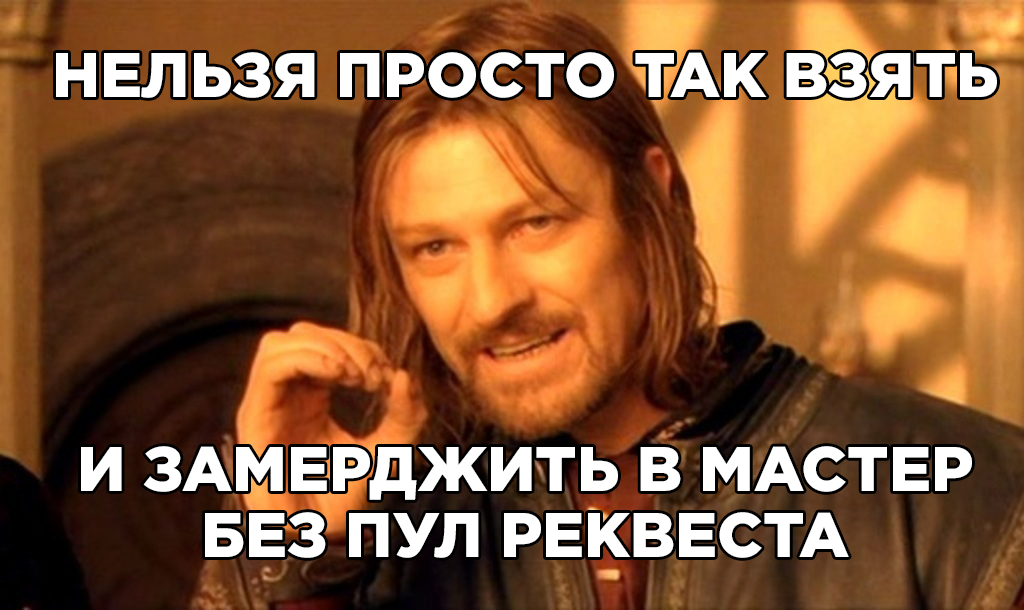 НЕЛЬЗЯ ПРОСТО ТАК ВЗЯТЬ
И ЗАМЕРДЖИТЬ В МАСТЕР
БЕЗ ПУЛ РЕКВЕСТА